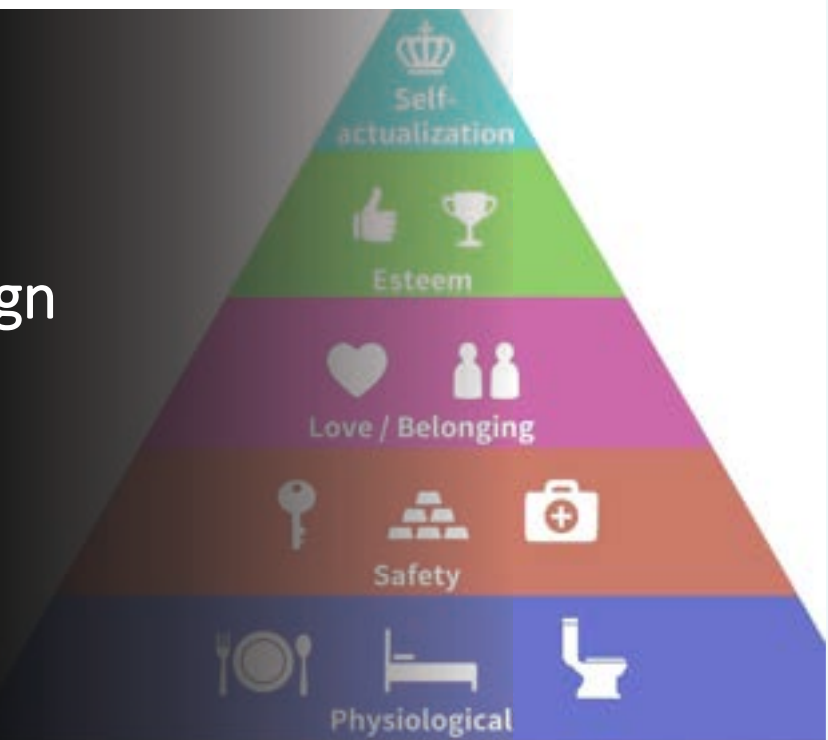 Self-
actualization
Esteem
gn
Love / Belonging
Safety
Physiological